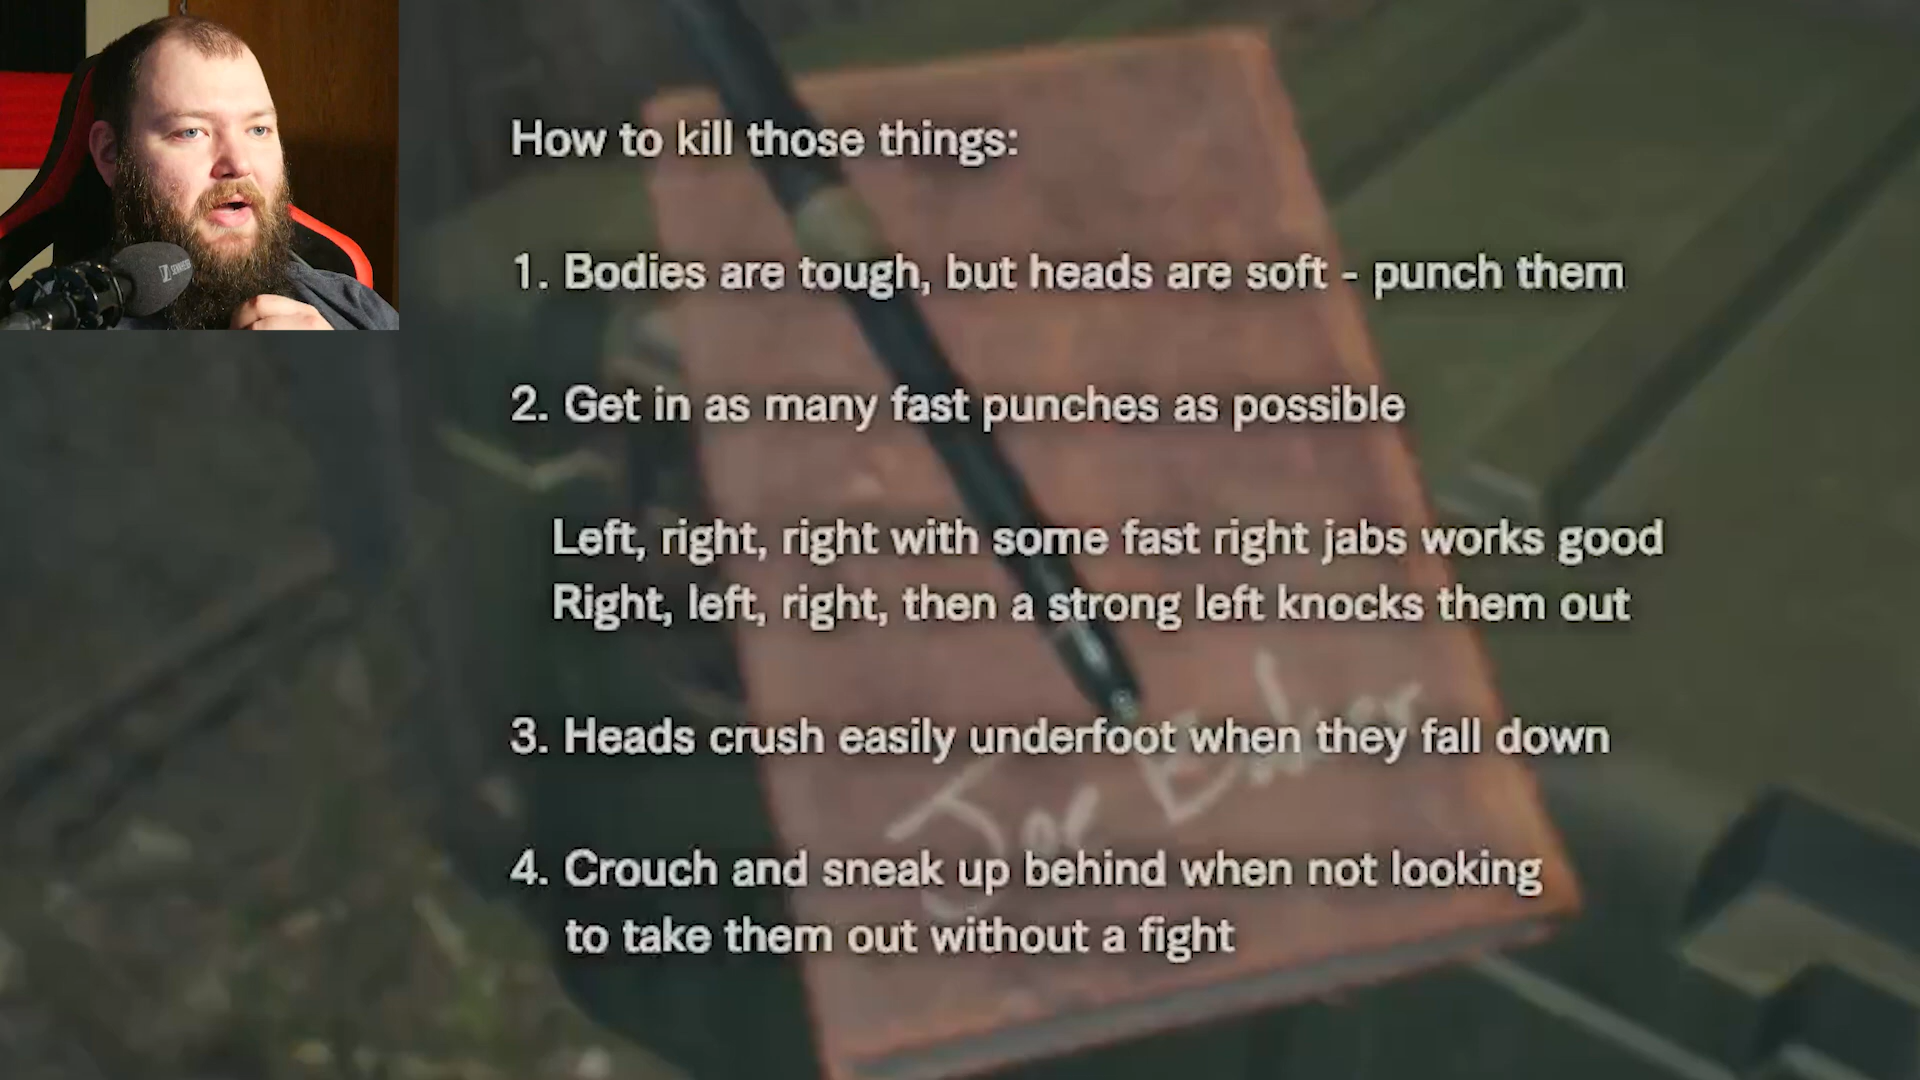 How to kill those things:
1. Bodies are tough, but heads are soft - punch them
2. Get in as many fast punches as possible
Left, right, right with some fast right jabs works good
Right, left, right, then a strong left knocks them out
3. Heads crush easily underfoot when they fall down
Joe Baker
4. Crouch and sneak up behind when not looking
to take them out without a fight